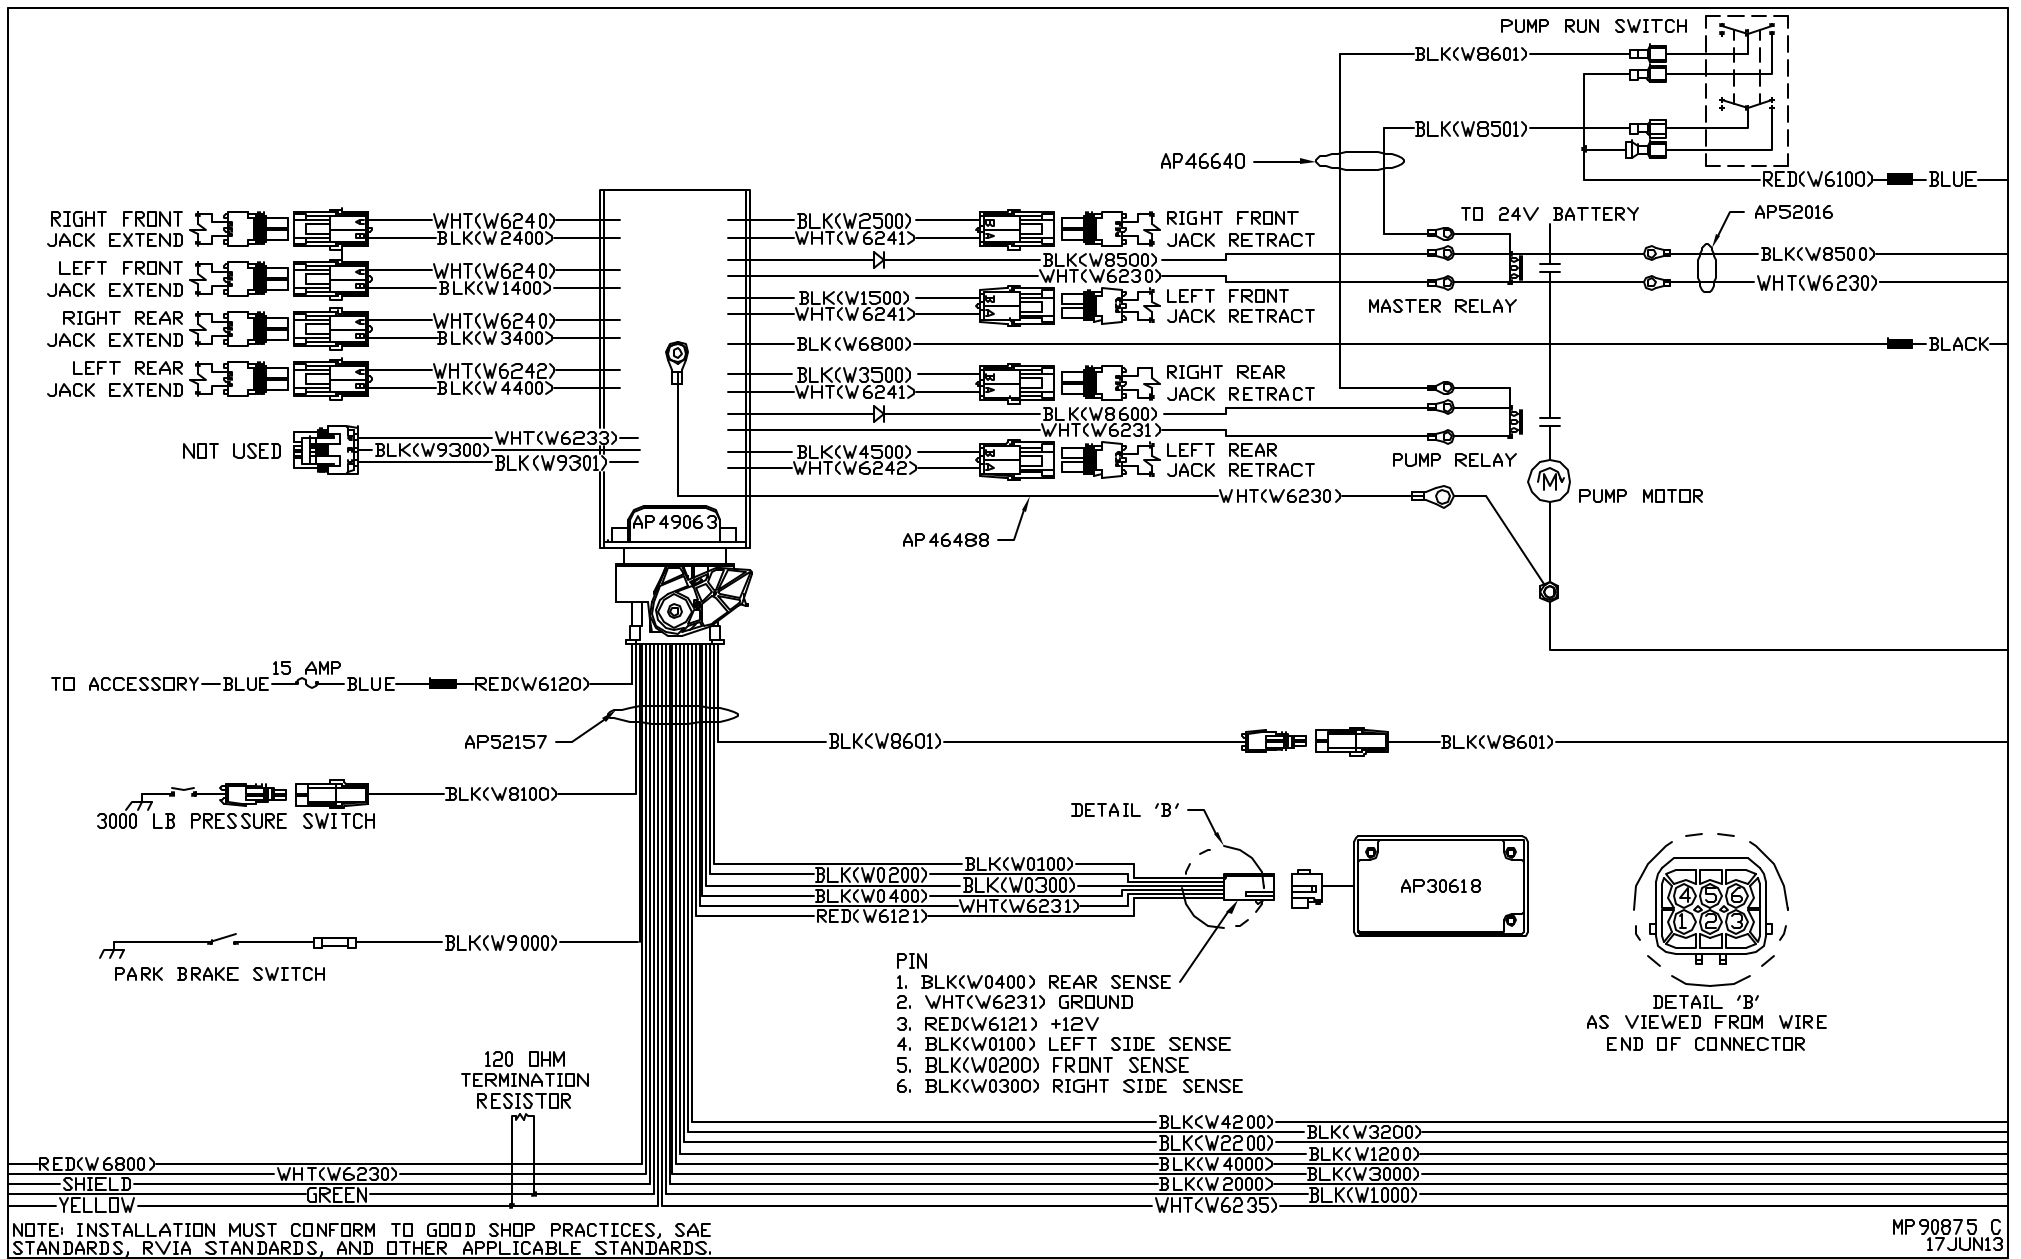 PUMP RUN SWITCH
BLK(W8601)
BLK(W8501)
AP46640
RED(W6100)
BLUE
TO 24V BATTERY
AP52016
RIGHT FRONT
JACK EXTEND
WHT(W6240)
BLK(W2400)
BLK(W2500)
WHT(W6241)
RIGHT FRONT
JACK RETRACT
BLK(W8500)
WHT(W6230)
BLK(W8500)
WHT(W6230)
LEFT FRONT
JACK EXTEND
WHT(W6240)
BLK(W1400)
BLK(W1500)
WHT(W6241)
LEFT FRONT
JACK RETRACT
MASTER RELAY
RIGHT REAR
JACK EXTEND
WHT(W6240)
BLK(W3400)
BLK(W6800)
BLACK
LEFT REAR
JACK EXTEND
WHT(W6242)
BLK(W4400)
BLK(W3500)
WHT(W6241)
RIGHT REAR
JACK RETRACT
BLK(W8600)
WHT(W6231)
NOT USED
WHT(W6233)
BLK(W9300)
BLK(W9301)
BLK(W4500)
WHT(W6242)
LEFT REAR
JACK RETRACT
PUMP RELAY
M
PUMP MOTOR
WHT(W6230)
AP49063
AP46488
15 AMP
TO ACCESSORY
BLUE
BLUE
RED(W6120)
AP52157
BLK(W8601)
BLK(W8601)
BLK(W8100)
3000 LB PRESSURE SWITCH
DETAIL 'B'
BLK(W0100)
BLK(W0200)
BLK(W0300)
BLK(W0400)
WHT(W6231)
RED(W6121)
AP30618
4 5 6
1 2 3
BLK(W9000)
PARK BRAKE SWITCH
PIN
1. BLK(W0400) REAR SENSE
2. WHT(W6231) GROUND
3. RED(W6121) +12V
4. BLK(W0100) LEFT SIDE SENSE
5. BLK(W0200) FRONT SENSE
6. BLK(W0300) RIGHT SIDE SENSE
DETAIL 'B'
AS VIEWED FROM WIRE
END OF CONNECTOR
120 OHM
TERMINATION
RESISTOR
BLK(W4200)
BLK(W3200)
BLK(W2200)
BLK(W1200)
BLK(W4000)
BLK(W3000)
BLK(W2000)
BLK(W1000)
WHT(W6235)
RED(W6800)
WHT(W6230)
SHIELD
GREEN
YELLOW
NOTE: INSTALLATION MUST CONFORM TO GOOD SHOP PRACTICES, SAE
STANDARDS, RVIA STANDARDS, AND OTHER APPLICABLE STANDARDS.
MP90875 C
17JUN13